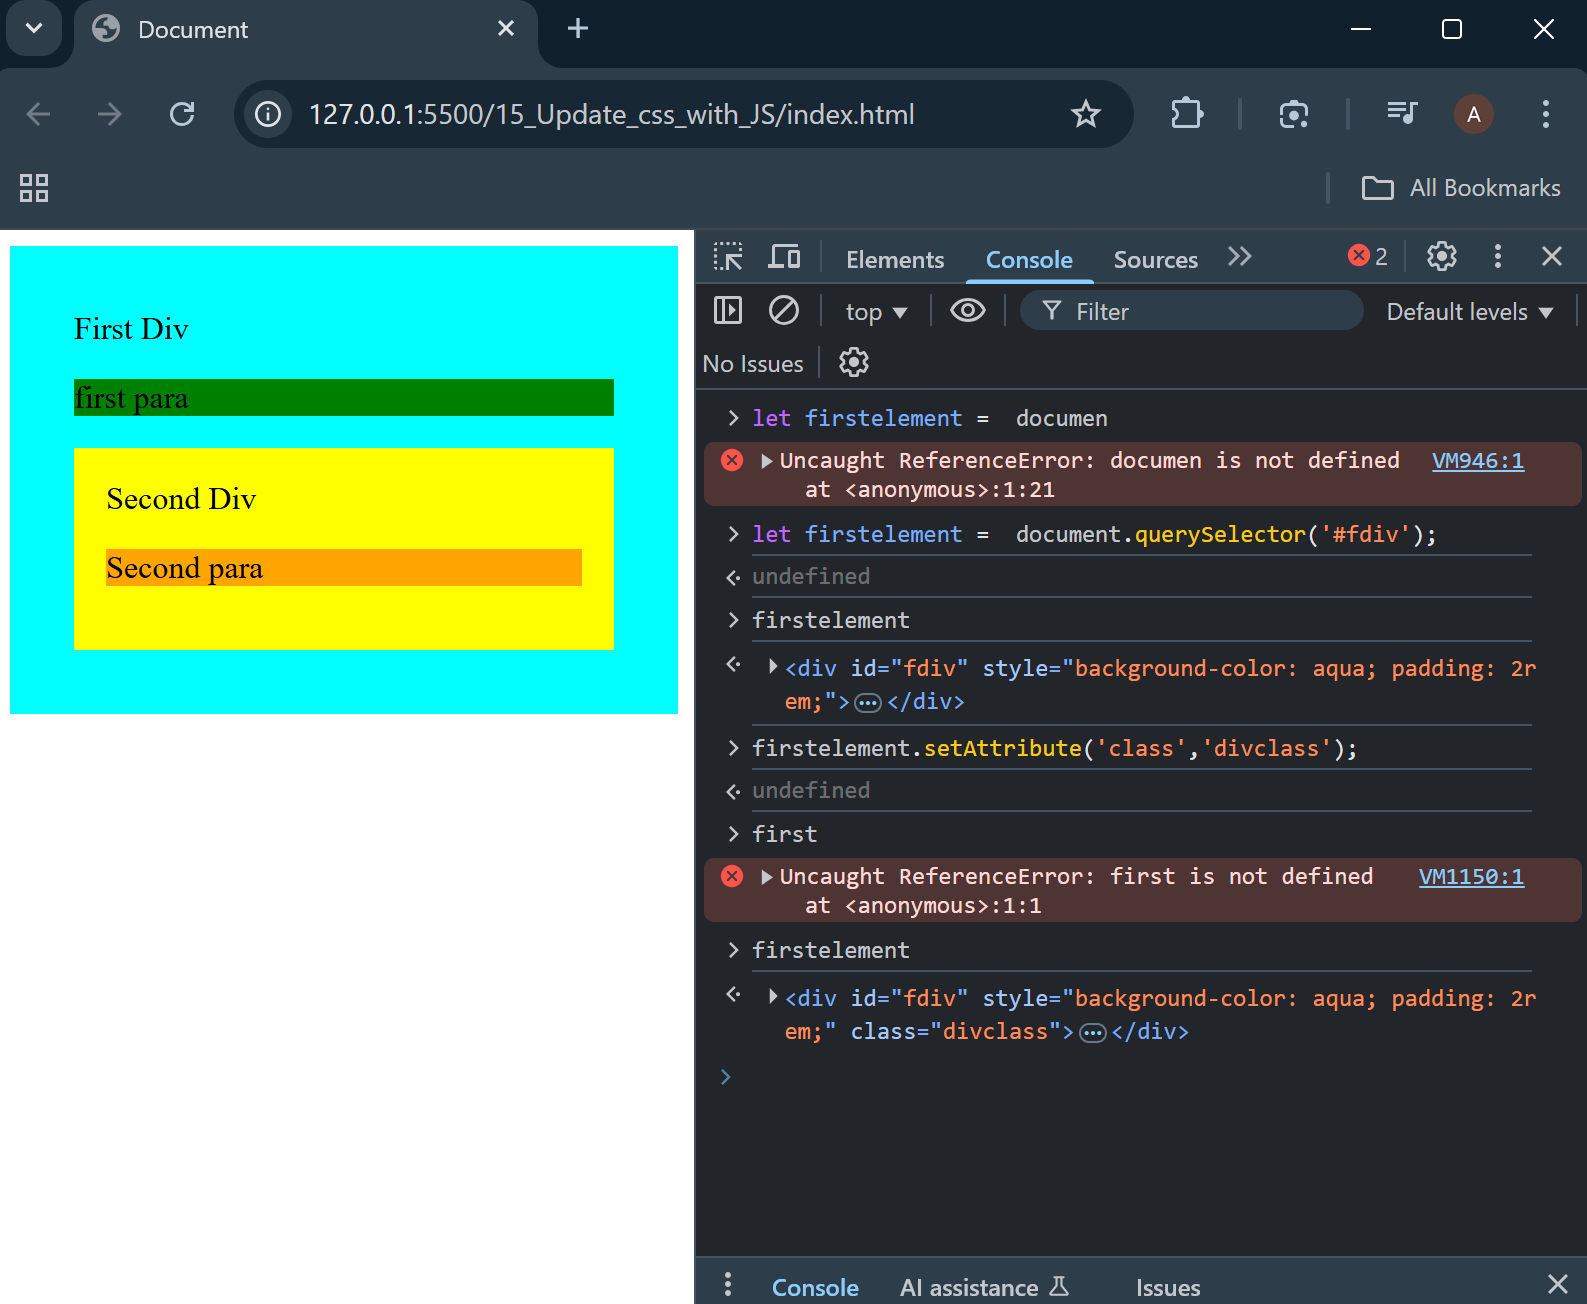 Document
127.0.0.1:5500/15_Update_css_with_JS/index.html
A
All Bookmarks
First Div
first para
Second Div
Second para
Elements Console Sources 2
top Filter Default levels
No Issues
let firstelement =  documen
Uncaught ReferenceError: documen is not defined VM946:1
at <anonymous>:1:21
let firstelement =  document.querySelector('#fdiv');
undefined
firstelement
<div id="fdiv" style="background-color: aqua; padding: 2r
em;">…</div>
firstelement.setAttribute('class','divclass');
undefined
first
Uncaught ReferenceError: first is not defined VM1150:1
at <anonymous>:1:1
firstelement
<div id="fdiv" style="background-color: aqua; padding: 2r
em;" class="divclass">…</div>
Console AI assistance Issues